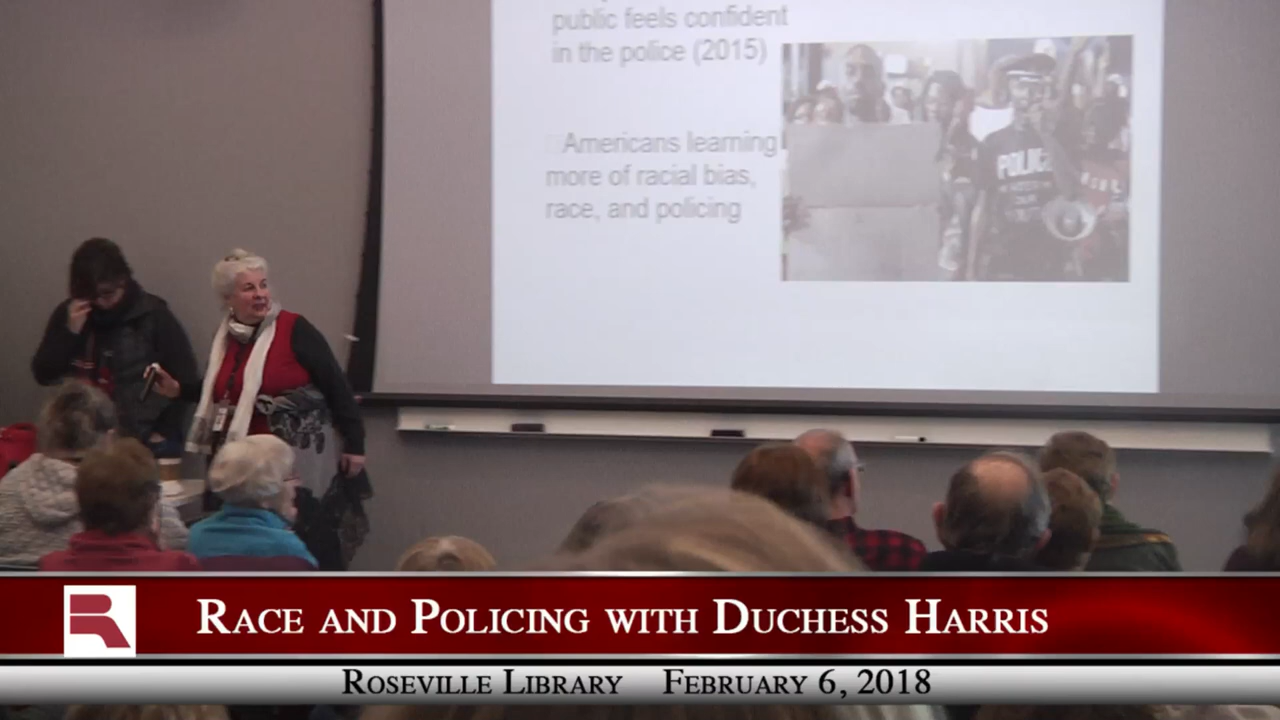 public feels confident
in the police (2015)
Americans learning
more of racial bias,
race, and policing
POLICE
R
RACE AND POLICING WITH DUCHESS HARRIS
ROSEVILLE LIBRARY FEBRUARY 6, 2018